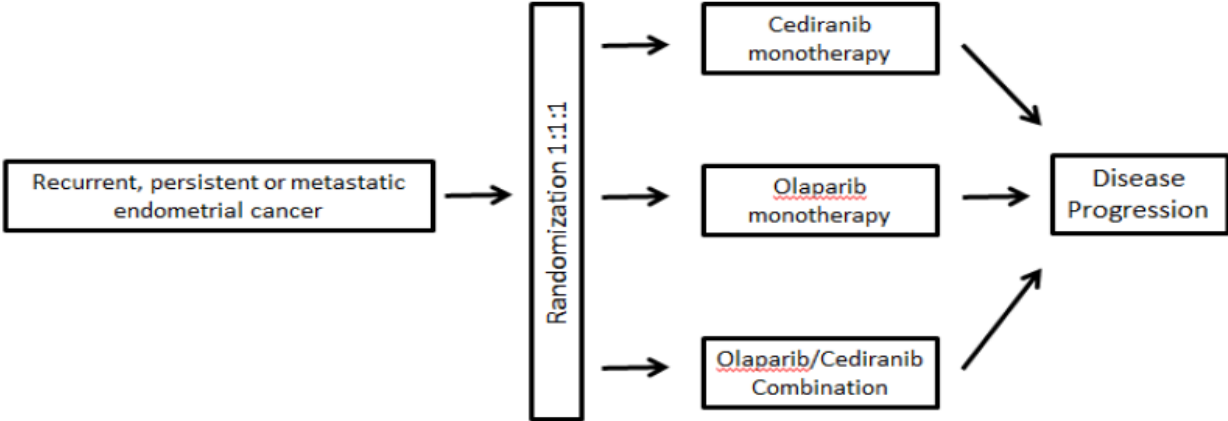 Recurrent, persistent or metastatic
endometrial cancer
Randomization 1:1:1
Cediranib
monotherapy
Olaparib
monotherapy
Olaparib/Cediranib
Combination
Disease
Progression